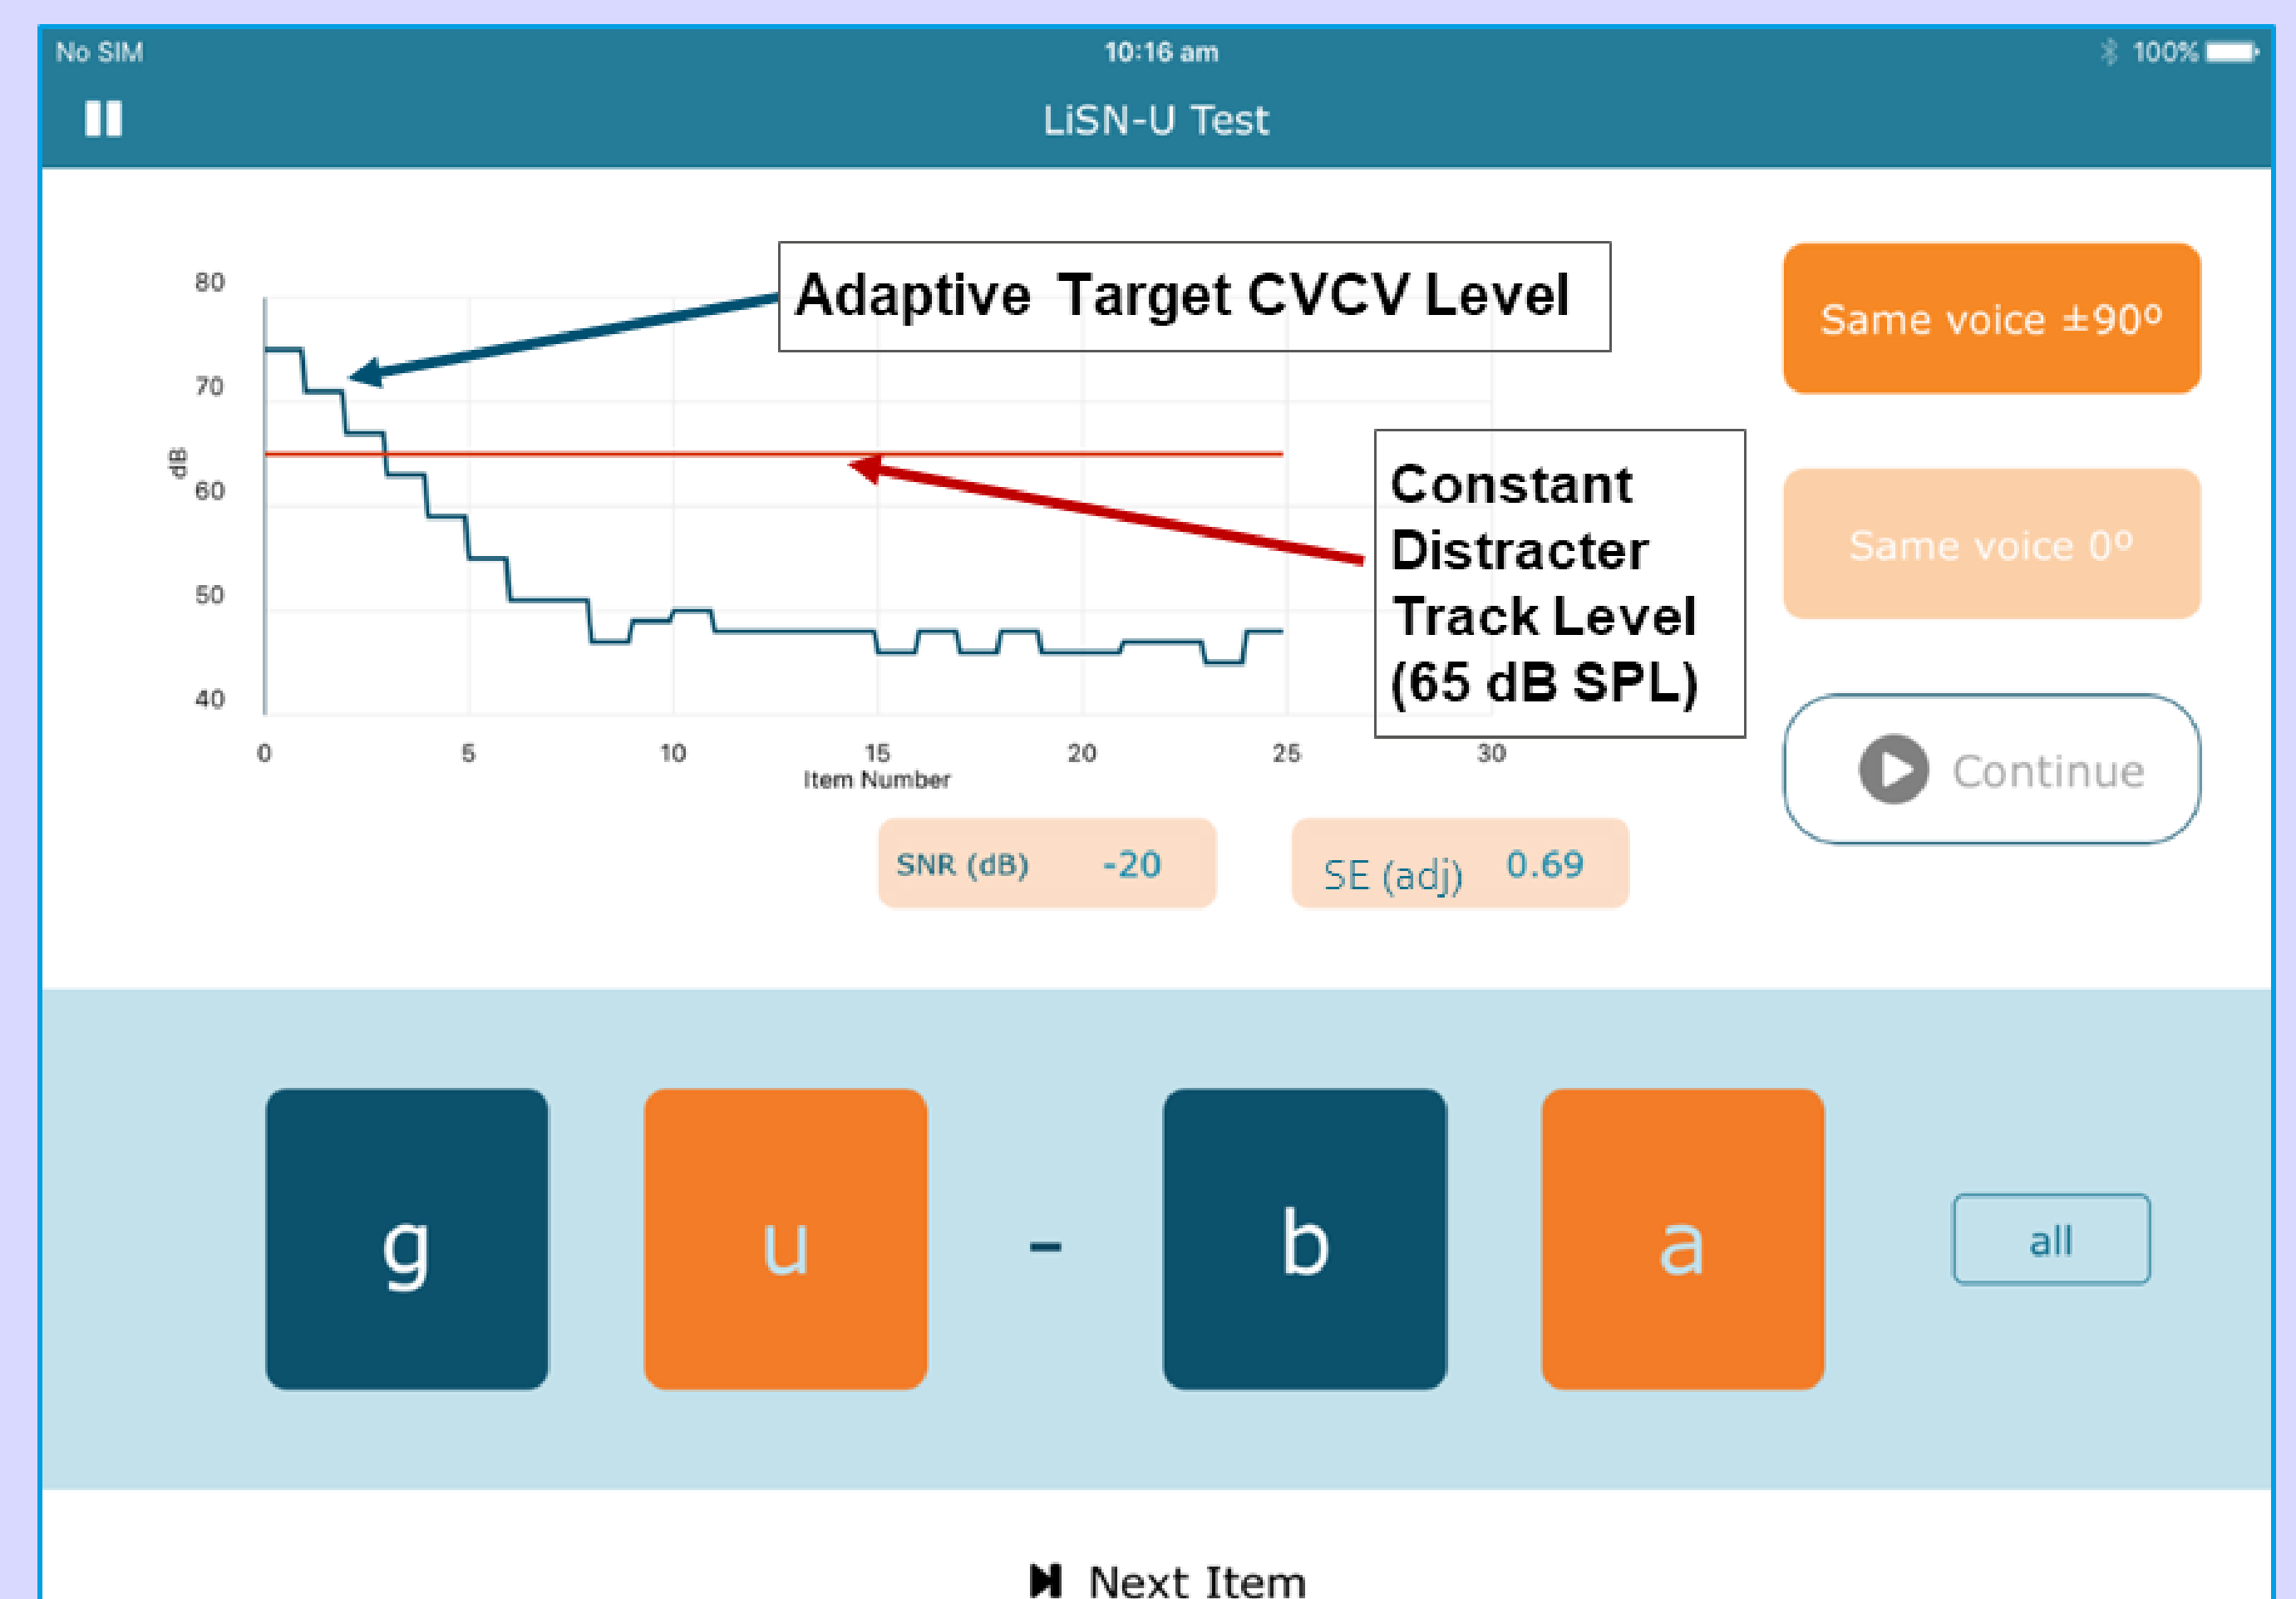 No SIM 10:16 am 100%
LiSN-U Test
Adaptive Target CVCV Level
80
70
60
50
40
dB
0 5 10 15 20 25 30
Item Number
Constant
Distracter
Track Level
(65 dB SPL)
Same voice ±90º
Same voice 0º
Continue
SNR (dB) -20
SE (adj) 0.69
g u - b a
all
Next Item